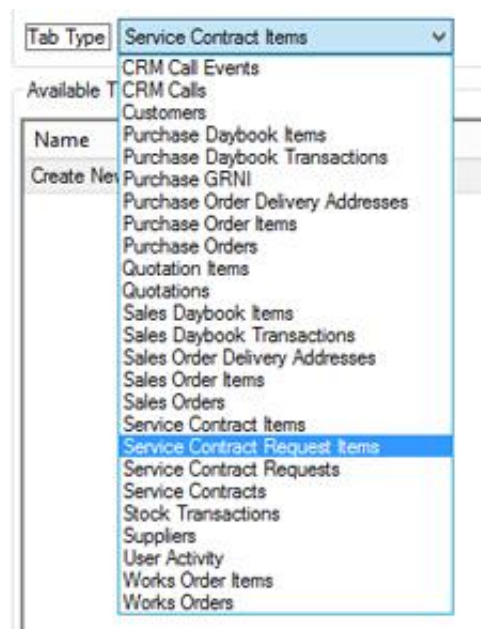 Tab Type Service Contract Items
CRM Call Events
Available T CRM Calls
Customers
Name Purchase Daybook Items
Purchase Daybook Transactions
Create Ne Purchase GRNI
Purchase Order Delivery Addresses
Purchase Order Items
Purchase Orders
Quotation Items
Quotations
Sales Daybook Items
Sales Daybook Transactions
Sales Order Delivery Addresses
Sales Order Items
Sales Orders
Service Contract Items
Service Contract Request Items
Service Contract Requests
Service Contracts
Stock Transactions
Suppliers
User Activity
Works Order Items
Works Orders